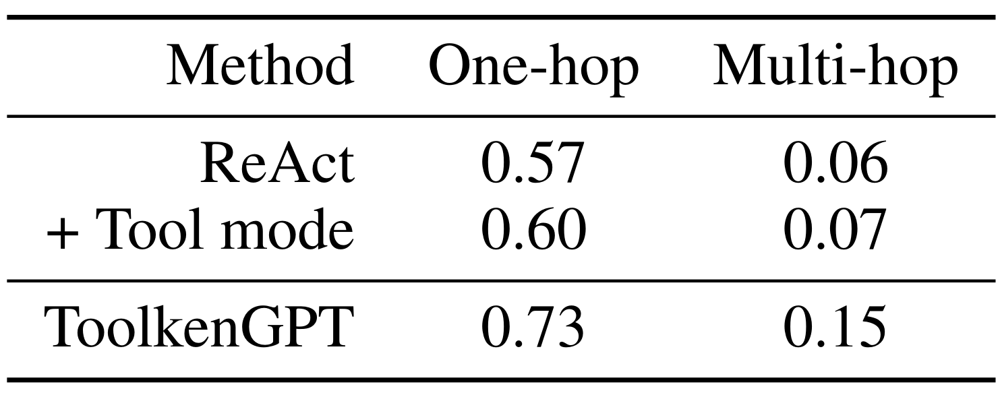 Method One-hop Multi-hop
ReAct 0.57 0.06
+ Tool mode 0.60 0.07
ToolkenGPT 0.73 0.15